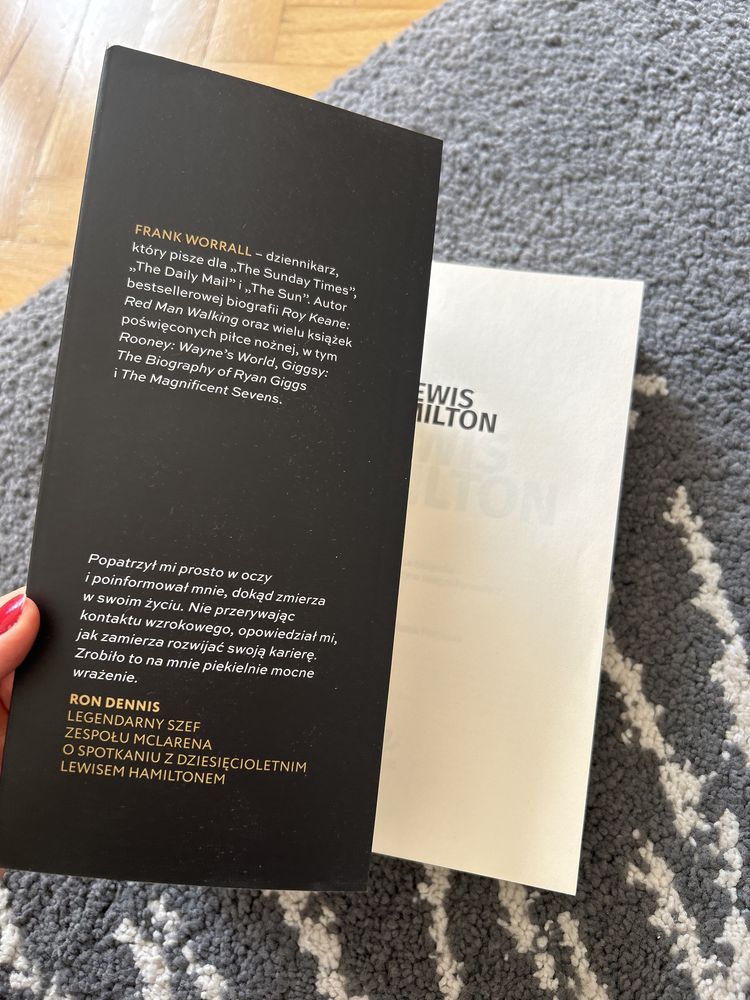 FRANK WORRALL – dziennikarz,
który pisze dla „The Sunday Times”,
„The Daily Mail” i „The Sun”. Autor
bestsellerowej biografii Roy Keane:
Red Man Walking oraz wielu książek
poświęconych piłce nożnej, w tym
Rooney: Wayne’s World, Giggsy:
The Biography of Ryan Giggs
i The Magnificent Sevens.
Popatrzył mi prosto w oczy
i poinformował mnie, dokąd zmierza
w swoim życiu. Nie przerywając
kontaktu wzrokowego, opowiedział mi,
jak zamierza rozwijać swoją karierę.
Zrobiło to na mnie piekielnie mocne
wrażenie.
RON DENNIS
LEGENDARNY SZEF
ZESPOŁU MCLARENA
O SPOTKANIU Z DZIESIĘCIOLETNIM
LEWISEM HAMILTONEM
EWIS
MILTON